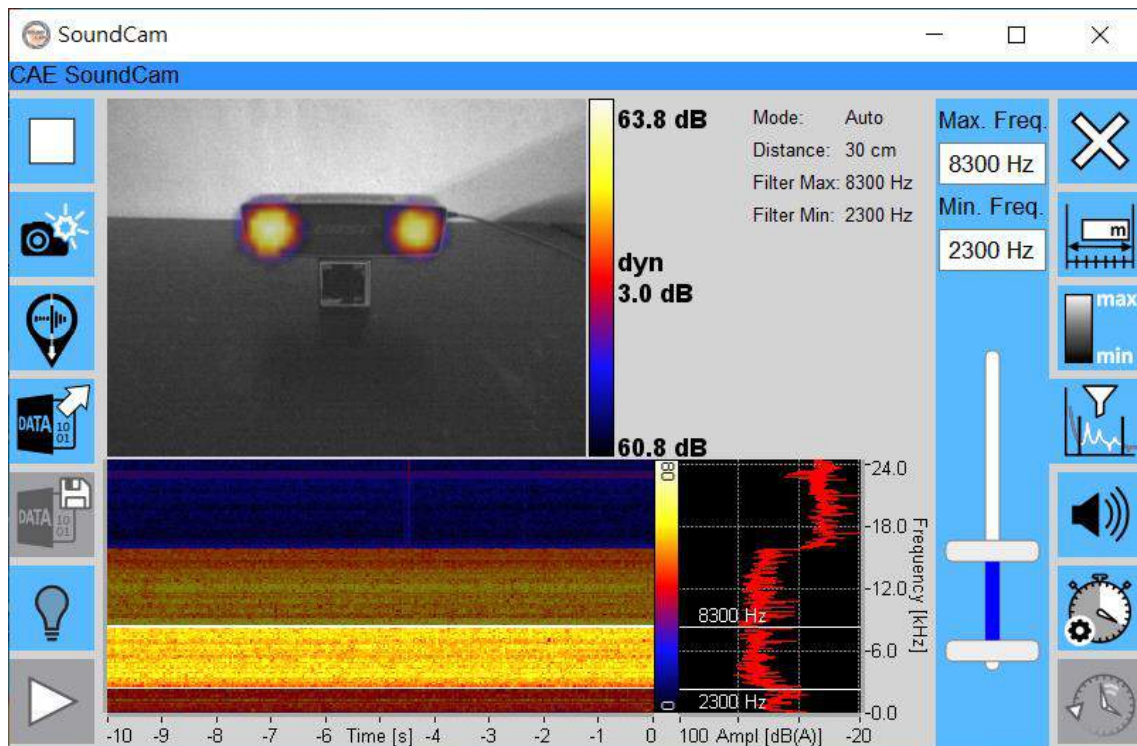 SoundCam
CAE SoundCam
63.8 dB
dyn
3.0 dB
60.8 dB
Mode: Auto
Distance: 30 cm
Filter Max: 8300 Hz
Filter Min: 2300 Hz
Max. Freq.
8300 Hz
Min. Freq.
2300 Hz
m
max
min
DATA 10
01
DATA 10
01
80
0
8300 Hz
2300 Hz
-24.0
-18.0
-12.0
-6.0
-0.0
Frequency [kHz]
-10 -9 -8 -7 -6 Time [s] -4 -3 -2 -1 0
100 Ampl [dB(A)] -20